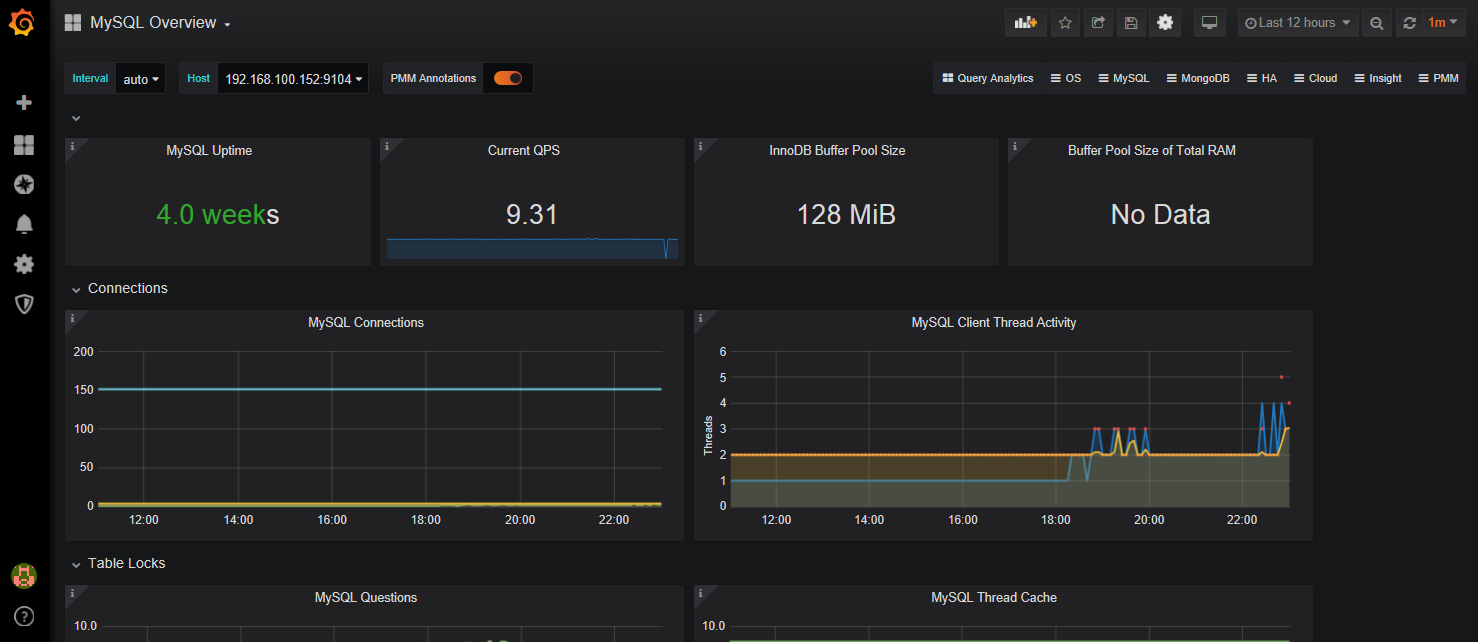 MySQL Overview
Last 12 hours
1m
Interval auto Host 192.168.100.152:9104 PMM Annotations
Query Analytics OS MySQL MongoDB HA Cloud Insight PMM
MySQL Uptime
4.0 weeks
Current QPS
9.31
InnoDB Buffer Pool Size
128 MiB
Buffer Pool Size of Total RAM
No Data
Connections
MySQL Connections
200
150
100
50
0
12:00 14:00 16:00 18:00 20:00 22:00
MySQL Client Thread Activity
Threads
6
5
4
3
2
1
0
12:00 14:00 16:00 18:00 20:00 22:00
Table Locks
MySQL Questions
10.0
MySQL Thread Cache
10.0